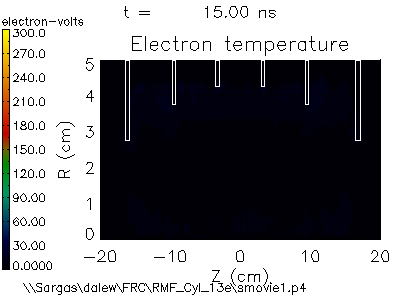 t = 15.00 ns
electron-volts
Electron temperature
300.0
270.0
240.0
210.0
180.0
150.0
120.0
90.00
60.00
30.00
0.0000
R (cm)
5
4
3
2
1
0
-20 -10 0 10 20
Z (cm)
\\Sargas\dalew\FRC\RMF_Cyl_13e\smovie1.p4